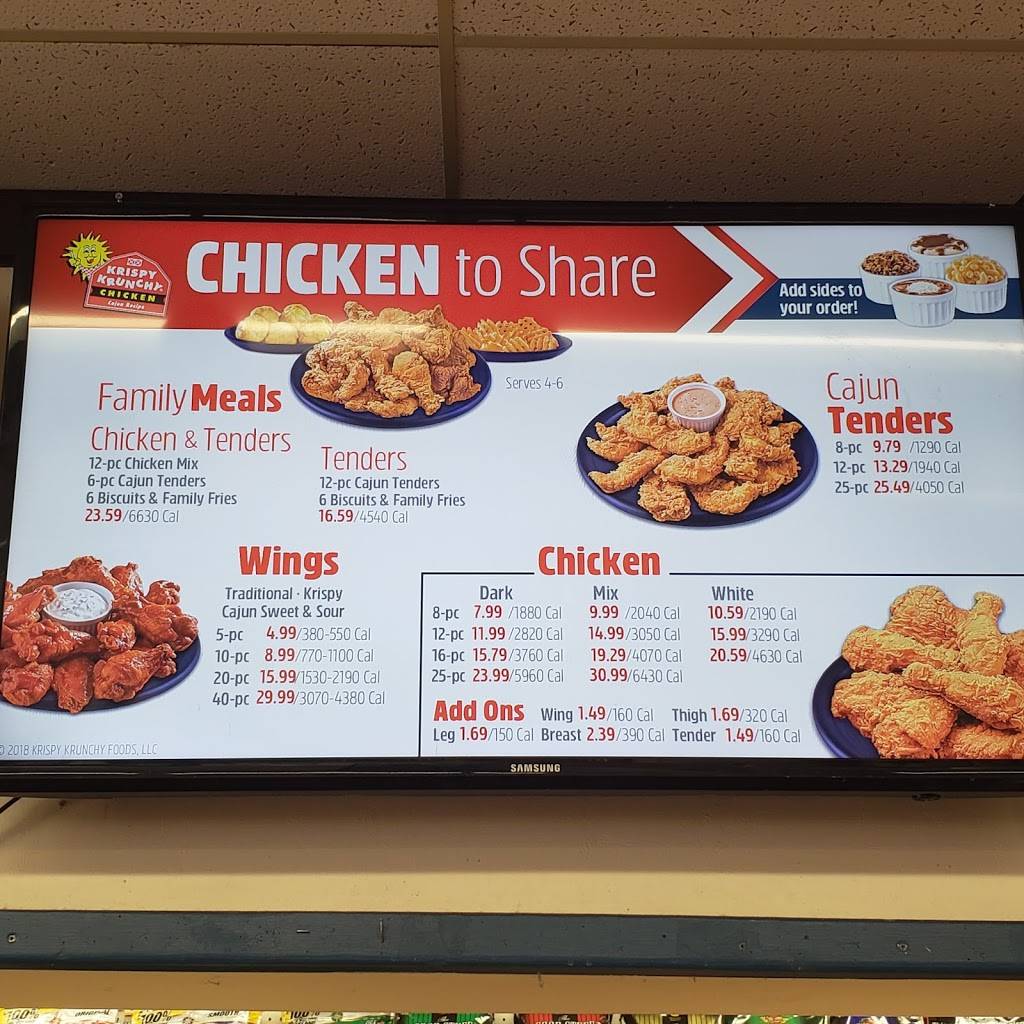 KRISPY
KRUNCHY
CHICKEN
Cajun Recipe
CHICKEN to Share
Add sides to
your order!
Serves 4-6
Family Meals
Chicken & Tenders
12-pc Chicken Mix
6-pc Cajun Tenders
6 Biscuits & Family Fries
23.59/6630 Cal
Tenders
12-pc Cajun Tenders
6 Biscuits & Family Fries
16.59/4540 Cal
Cajun
Tenders
8-pc 9.79 /1290 Cal
12-pc 13.29/1940 Cal
25-pc 25.49/4050 Cal
Wings
Traditional · Krispy
Cajun Sweet & Sour
5-pc 4.99/380-550 Cal
10-pc 8.99/770-1100 Cal
20-pc 15.99/1530-2190 Cal
40-pc 29.99/3070-4380 Cal
Chicken
Dark Mix White
8-pc 7.99 /1880 Cal 9.99 /2040 Cal 10.59/2190 Cal
12-pc 11.99/2820 Cal 14.99/3050 Cal 15.99/3290 Cal
16-pc 15.79/3760 Cal 19.29/4070 Cal 20.59/4630 Cal
25-pc 23.99/5960 Cal 30.99/6430 Cal
Add Ons Wing 1.49/160 Cal Thigh 1.69/320 Cal
Leg 1.69/150 Cal Breast 2.39/390 Cal Tender 1.49/160 Cal
© 2018 KRISPY KRUNCHY FOODS, LLC
SAMSUNG
100% ORIGINAL 100% SMOOTH 100%